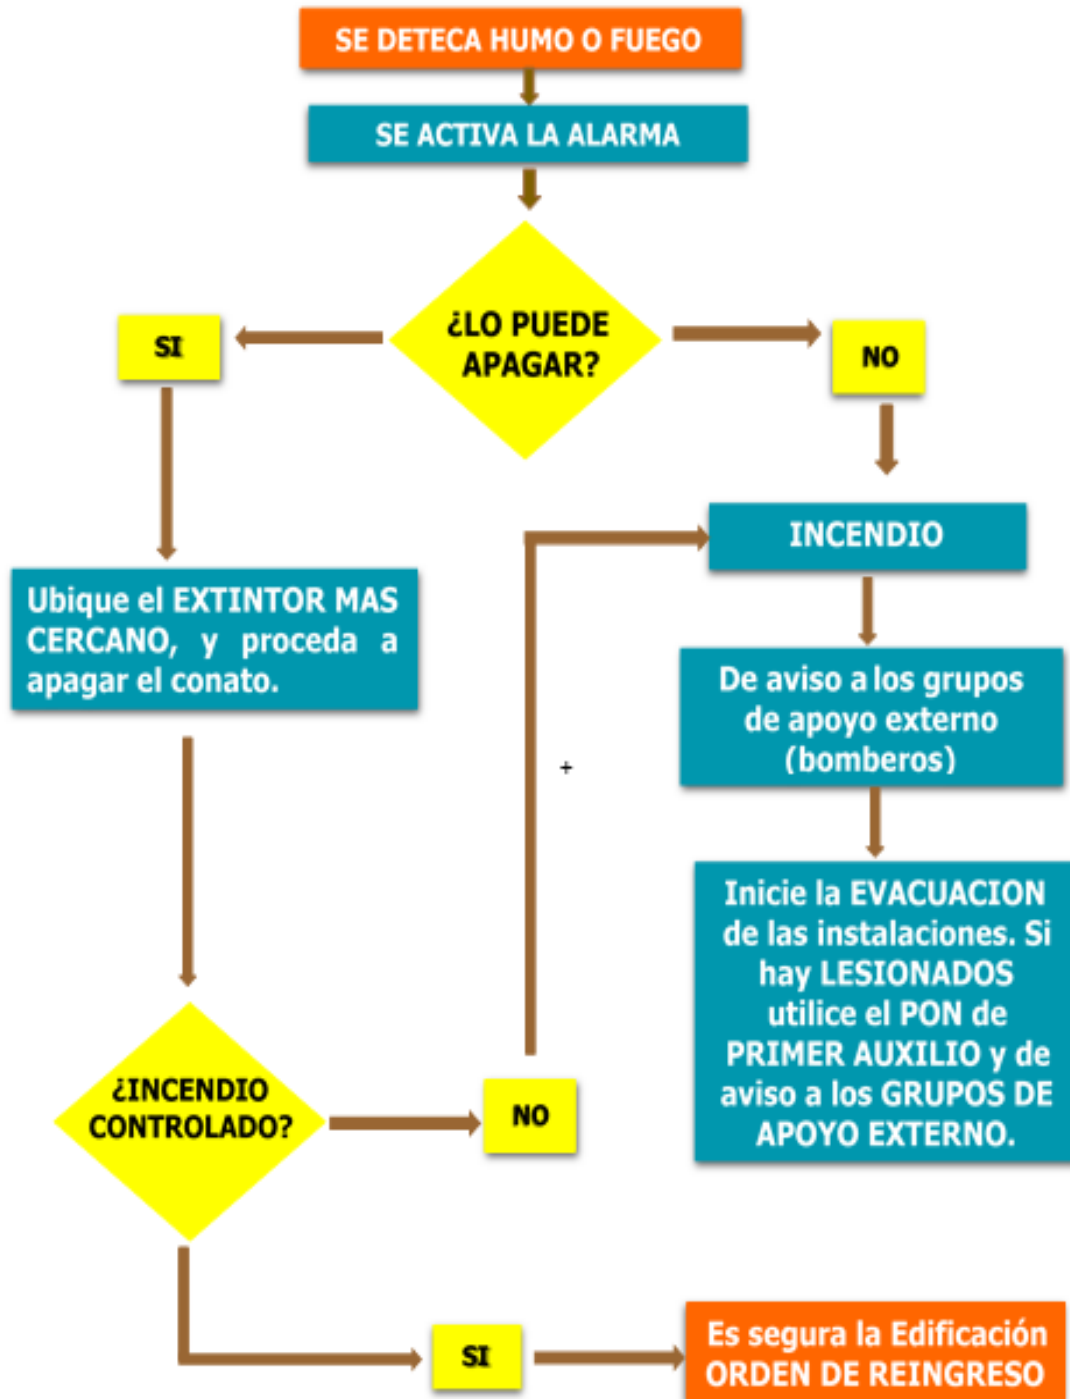 SE DETECA HUMO O FUEGO
SE ACTIVA LA ALARMA
¿LO PUEDE
APAGAR?
SI
NO
INCENDIO
Ubique el EXTINTOR MAS
CERCANO, y proceda a
apagar el conato.
De aviso a los grupos
de apoyo externo
(bomberos)
+
Inicie la EVACUACION
de las instalaciones. Si
hay LESIONADOS
utilice el PON de
PRIMER AUXILIO y de
aviso a los GRUPOS DE
APOYO EXTERNO.
¿INCENDIO
CONTROLADO?
NO
SI
Es segura la Edificación
ORDEN DE REINGRESO